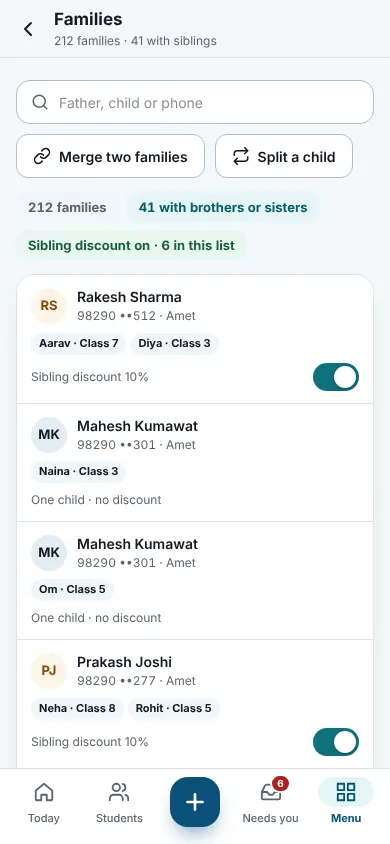 Families
212 families · 41 with siblings
Father, child or phone
Merge two families
Split a child
212 families
41 with brothers or sisters
Sibling discount on · 6 in this list
RS
Rakesh Sharma
98290 ••512 · Amet
Aarav · Class 7
Diya · Class 3
Sibling discount 10%
MK
Mahesh Kumawat
98290 ••301 · Amet
Naina · Class 3
One child · no discount
MK
Mahesh Kumawat
98290 ••301 · Amet
Om · Class 5
One child · no discount
PJ
Prakash Joshi
98290 ••277 · Amet
Neha · Class 8
Rohit · Class 5
Sibling discount 10%
6
Today
Students
Needs you
Menu